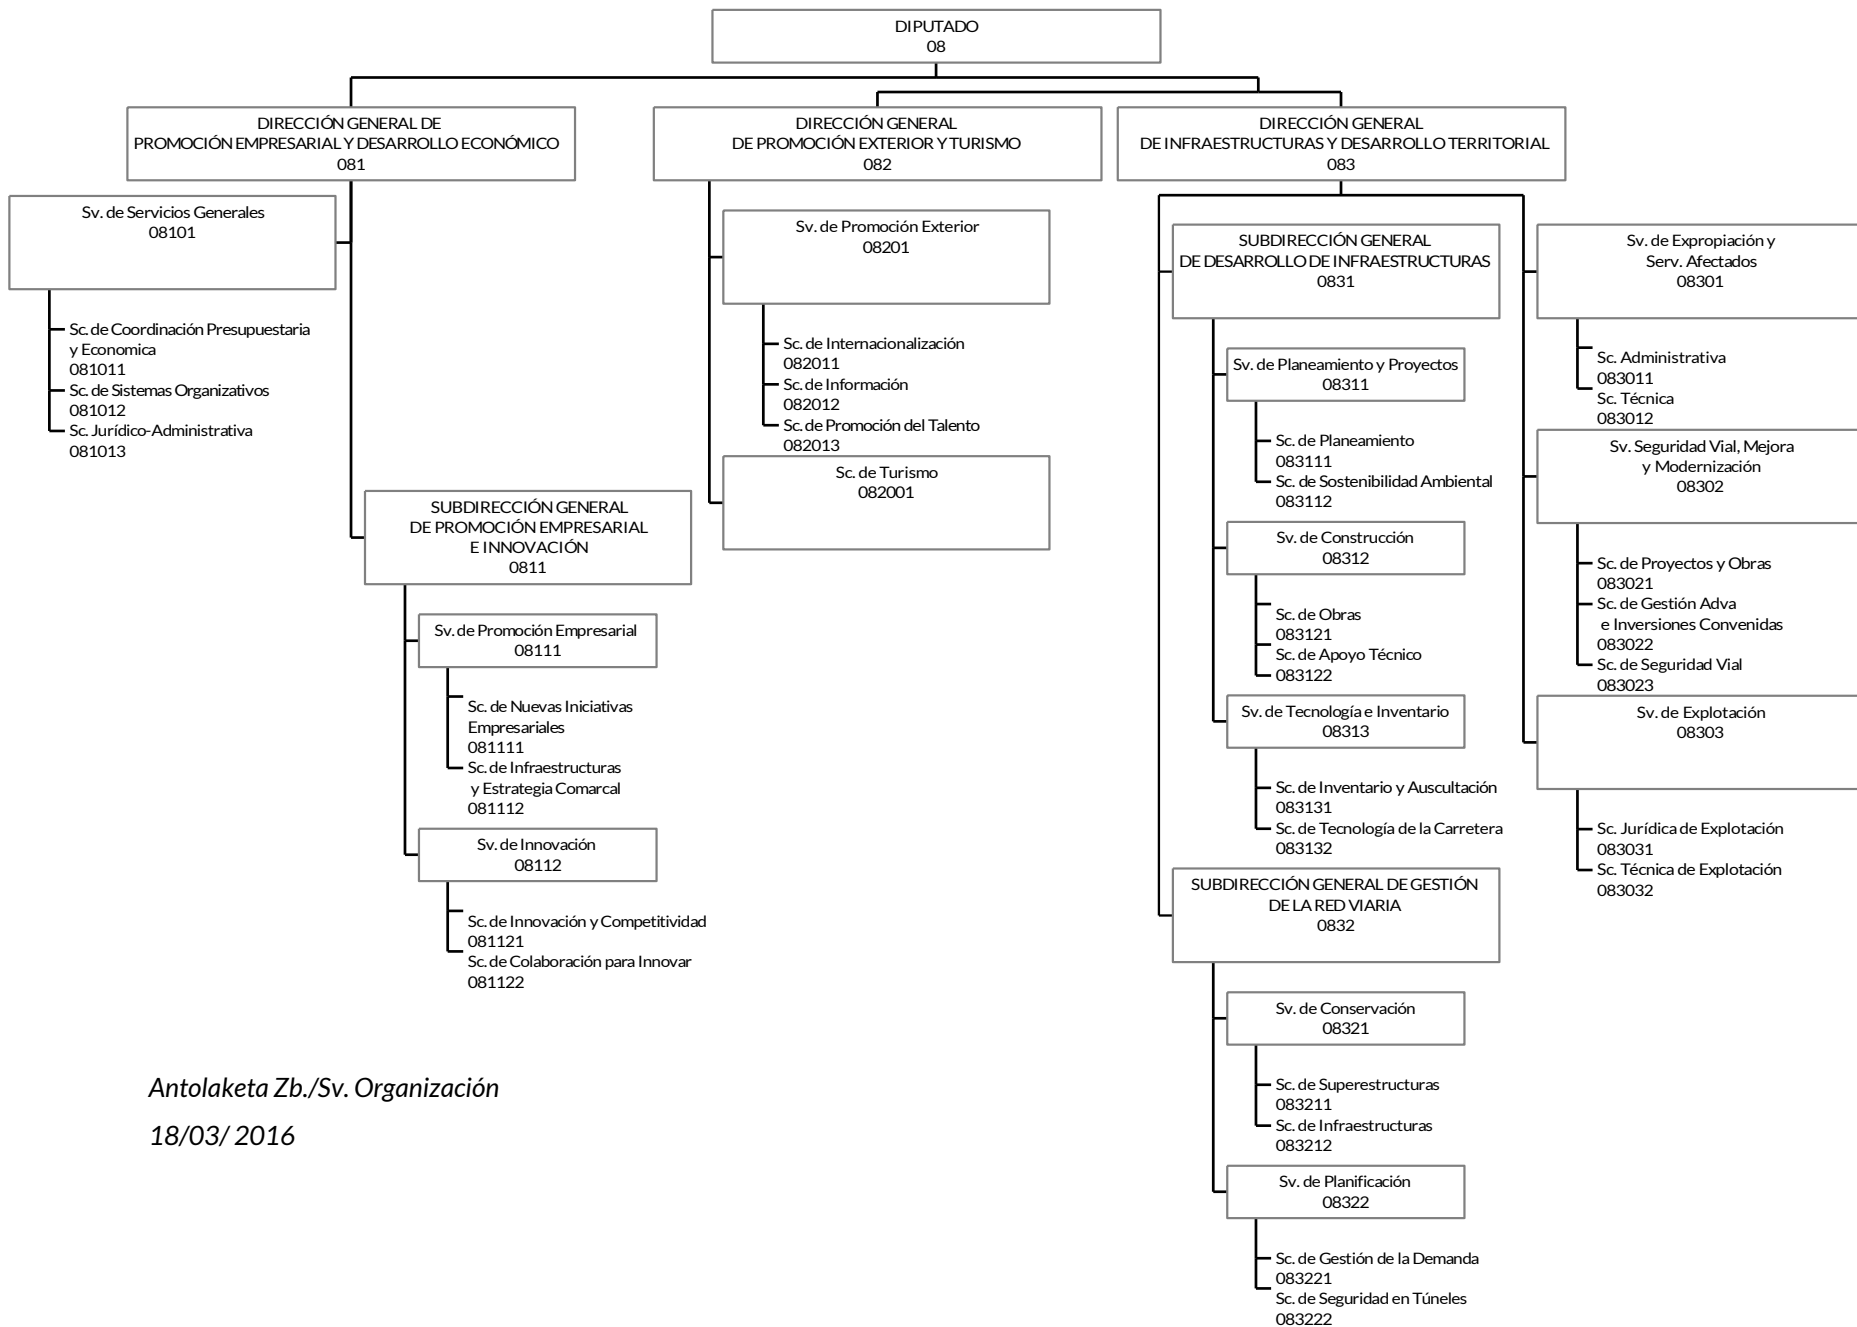 DIPUTADO
08
DIRECCIÓN GENERAL DE
PROMOCIÓN EMPRESARIAL Y DESARROLLO ECONÓMICO
081
DIRECCIÓN GENERAL
DE PROMOCIÓN EXTERIOR Y TURISMO
082
DIRECCIÓN GENERAL
DE INFRAESTRUCTURAS Y DESARROLLO TERRITORIAL
083
Sv. de Servicios Generales
08101
Sc. de Coordinación Presupuestaria
y Economica
081011
Sc. de Sistemas Organizativos
081012
Sc. Jurídico-Administrativa
081013
SUBDIRECCIÓN GENERAL
DE PROMOCIÓN EMPRESARIAL
E INNOVACIÓN
0811
Sv. de Promoción Empresarial
08111
Sc. de Nuevas Iniciativas
Empresariales
081111
Sc. de Infraestructuras
y Estrategia Comarcal
081112
Sv. de Innovación
08112
Sc. de Innovación y Competitividad
081121
Sc. de Colaboración para Innovar
081122
Sv. de Promoción Exterior
08201
Sc. de Internacionalización
082011
Sc. de Información
082012
Sc. de Promoción del Talento
082013
Sc. de Turismo
082001
SUBDIRECCIÓN GENERAL
DE DESARROLLO DE INFRAESTRUCTURAS
0831
Sv. de Planeamiento y Proyectos
08311
Sc. de Planeamiento
083111
Sc. de Sostenibilidad Ambiental
083112
Sv. de Construcción
08312
Sc. de Obras
083121
Sc. de Apoyo Técnico
083122
Sv. de Tecnología e Inventario
08313
Sc. de Inventario y Auscultación
083131
Sc. de Tecnología de la Carretera
083132
SUBDIRECCIÓN GENERAL DE GESTIÓN
DE LA RED VIARIA
0832
Sv. de Conservación
08321
Sc. de Superestructuras
083211
Sc. de Infraestructuras
083212
Sv. de Planificación
08322
Sc. de Gestión de la Demanda
083221
Sc. de Seguridad en Túneles
083222
Sv. de Expropiación y
Serv. Afectados
08301
Sc. Administrativa
083011
Sc. Técnica
083012
Sv. Seguridad Vial, Mejora
y Modernización
08302
Sc. de Proyectos y Obras
083021
Sc. de Gestión Adva
e Inversiones Convenidas
083022
Sc. de Seguridad Vial
083023
Sv. de Explotación
08303
Sc. Jurídica de Explotación
083031
Sc. Técnica de Explotación
083032
Antolaketa Zb./Sv. Organización
18/03/ 2016